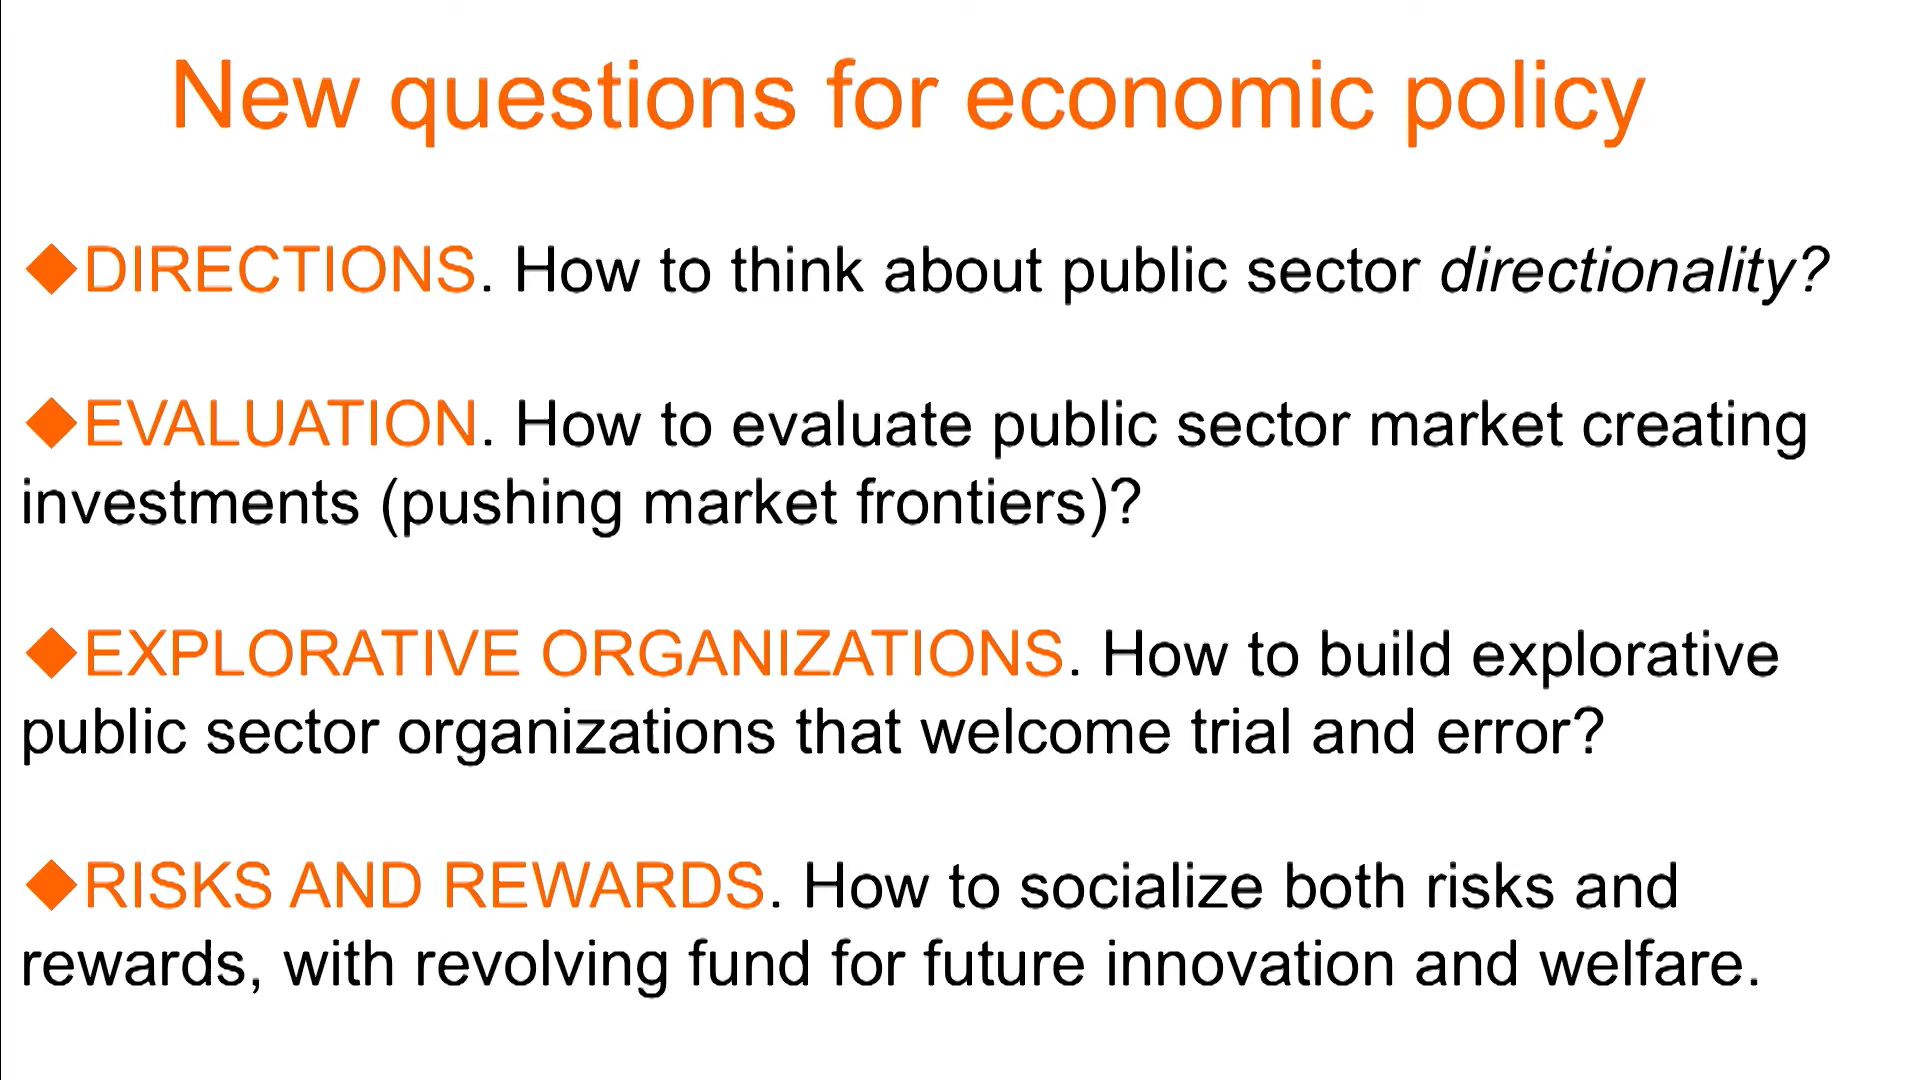 New questions for economic policy
◆DIRECTIONS. How to think about public sector directionality?
◆EVALUATION. How to evaluate public sector market creating
investments (pushing market frontiers)?
◆EXPLORATIVE ORGANIZATIONS. How to build explorative
public sector organizations that welcome trial and error?
◆RISKS AND REWARDS. How to socialize both risks and
rewards, with revolving fund for future innovation and welfare.